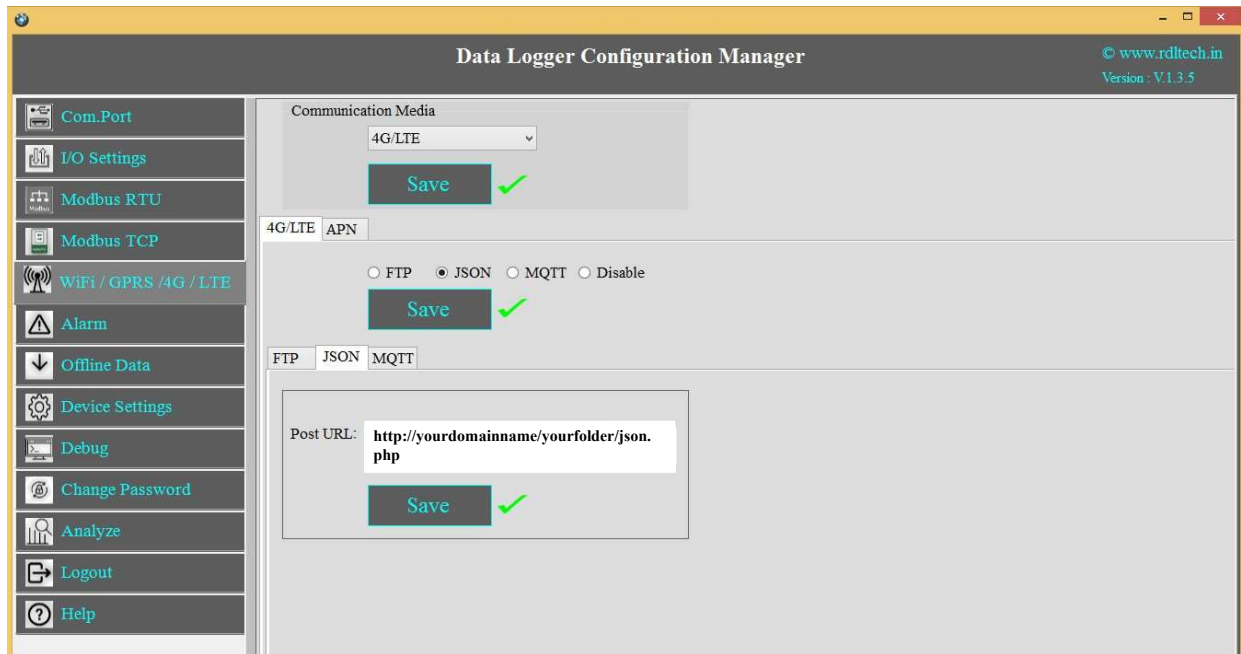 Data Logger Configuration Manager
© www.rdltech.in
Version : V.1.3.5
Com.Port
I/O Settings
Modbus RTU
Modbus TCP
WiFi / GPRS /4G / LTE
Alarm
Offline Data
Device Settings
Debug
Change Password
Analyze
Logout
Help
Communication Media
4G/LTE
Save
4G/LTE APN
FTP JSON MQTT Disable
Save
FTP JSON MQTT
Post URL: http://yourdomainname/yourfolder/json.
php
Save